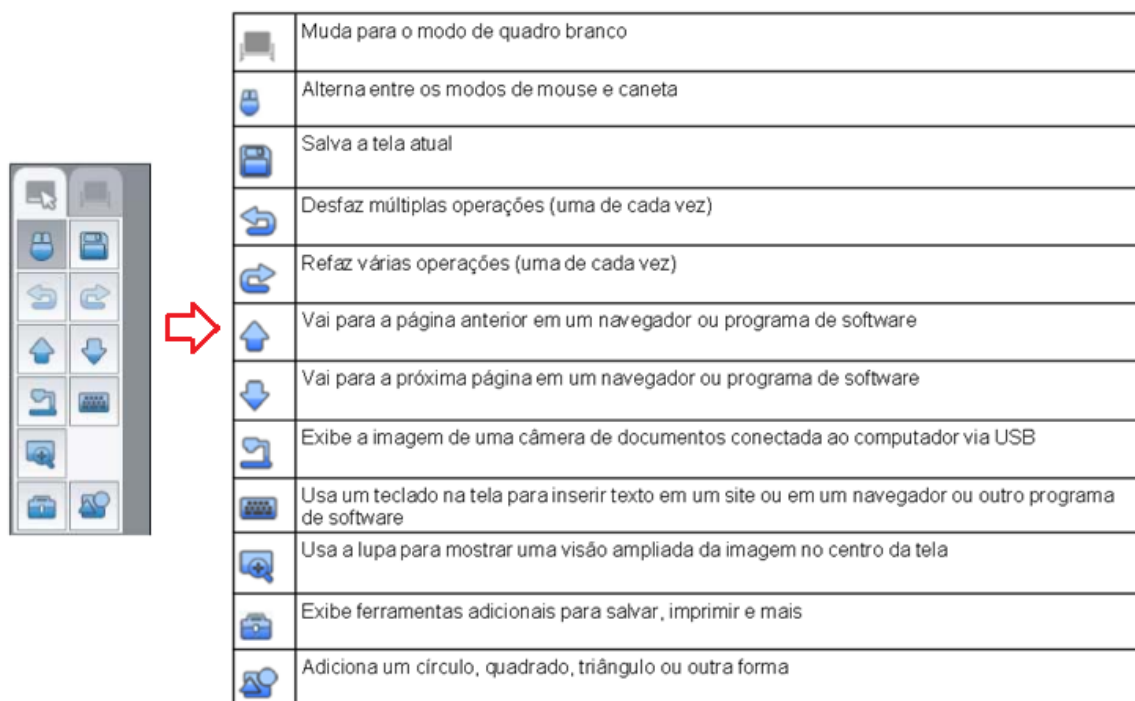 Muda para o modo de quadro branco
Alterna entre os modos de mouse e caneta
Salva a tela atual
Desfaz múltiplas operações (uma de cada vez)
Refaz várias operações (uma de cada vez)
Vai para a página anterior em um navegador ou programa de software
Vai para a próxima página em um navegador ou programa de software
Exibe a imagem de uma câmera de documentos conectada ao computador via USB
Usa um teclado na tela para inserir texto em um site ou em um navegador ou outro programa
de software
Usa a lupa para mostrar uma visão ampliada da imagem no centro da tela
Exibe ferramentas adicionais para salvar, imprimir e mais
Adiciona um círculo, quadrado, triângulo ou outra forma